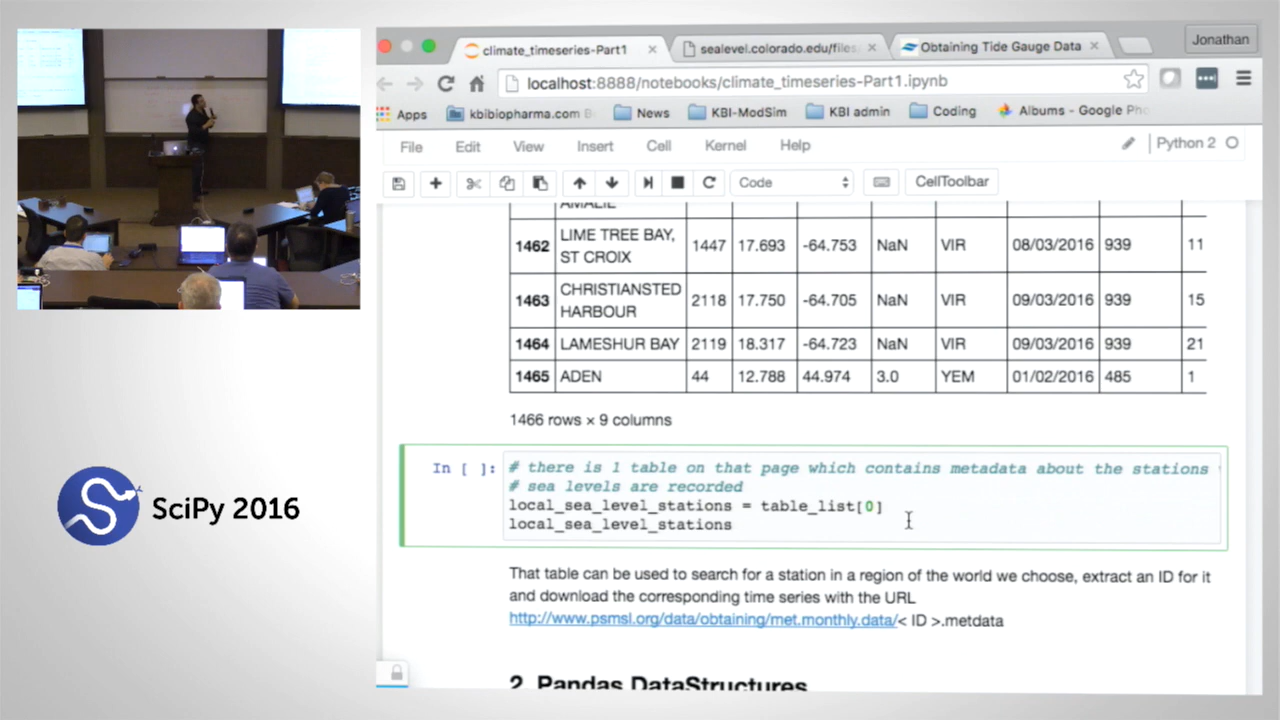 climate_timeseries-Part1
sealevel.colorado.edu/files
Obtaining Tide Gauge Data
Jonathan
localhost:8888/notebooks/climate_timeseries-Part1.ipynb
Apps
kbibiopharma.com
News
KBI-ModSim
KBI admin
Coding
Albums - Google Pho
File Edit View Insert Cell Kernel Help
Python 2
Code
CellToolbar
AMALIE
1462 LIME TREE BAY, ST CROIX 1447 17.693 -64.753 NaN VIR 08/03/2016 939 11
1463 CHRISTIANSTED HARBOUR 2118 17.750 -64.705 NaN VIR 09/03/2016 939 15
1464 LAMESHUR BAY 2119 18.317 -64.723 NaN VIR 09/03/2016 939 21
1465 ADEN 44 12.788 44.974 3.0 YEM 01/02/2016 485 1
1466 rows × 9 columns
In [ ]: # there is 1 table on that page which contains metadata about the stations
# sea levels are recorded
local_sea_level_stations = table_list[0]
local_sea_level_stations
That table can be used to search for a station in a region of the world we choose, extract an ID for it
and download the corresponding time series with the URL
http://www.psmsl.org/data/obtaining/met.monthly.data/< ID >.metdata
2. Pandas DataStructures
SciPy 2016